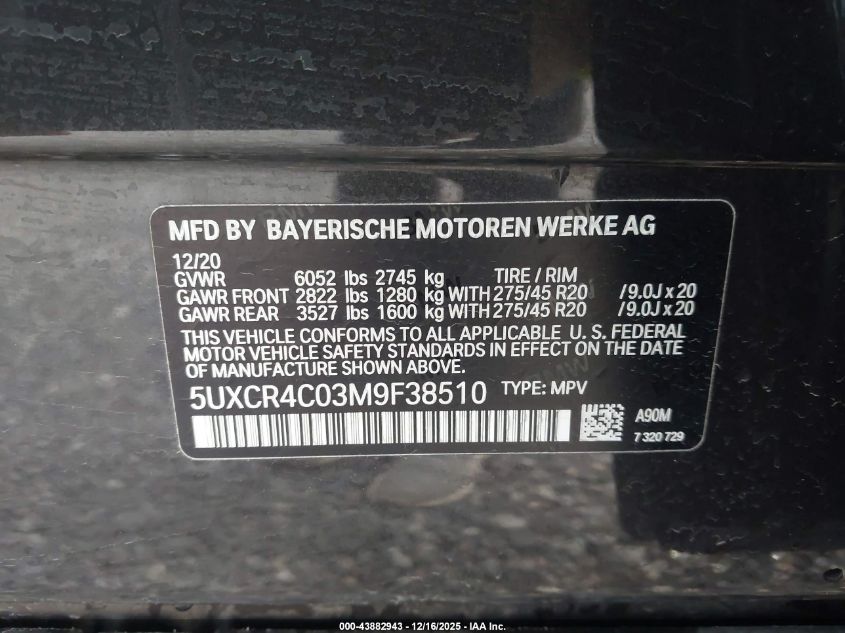 MFD BY BAYERISCHE MOTOREN WERKE AG
12/20
GVWR 6052 lbs 2745 kg TIRE / RIM
GAWR FRONT 2822 lbs 1280 kg WITH 275/45 R20 /9.0J x 20
GAWR REAR 3527 lbs 1600 kg WITH 275/45 R20 /9.0J x 20
THIS VEHICLE CONFORMS TO ALL APPLICABLE U. S. FEDERAL
MOTOR VEHICLE SAFETY STANDARDS IN EFFECT ON THE DATE
OF MANUFACTURE SHOWN ABOVE.
5UXCR4C03M9F38510 TYPE: MPV
A90M
7 320 729
000-43882943 - 12/16/2025 - IAA Inc.